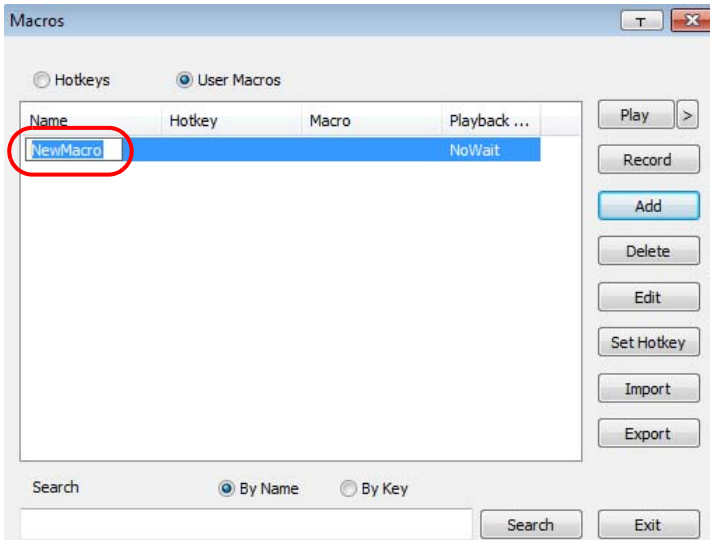 Macros
Hotkeys User Macros
Name Hotkey Macro Playback ... Play >
NewMacro NoWait
Record
Add
Delete
Edit
Set Hotkey
Import
Export
Search By Name By Key
Search Exit